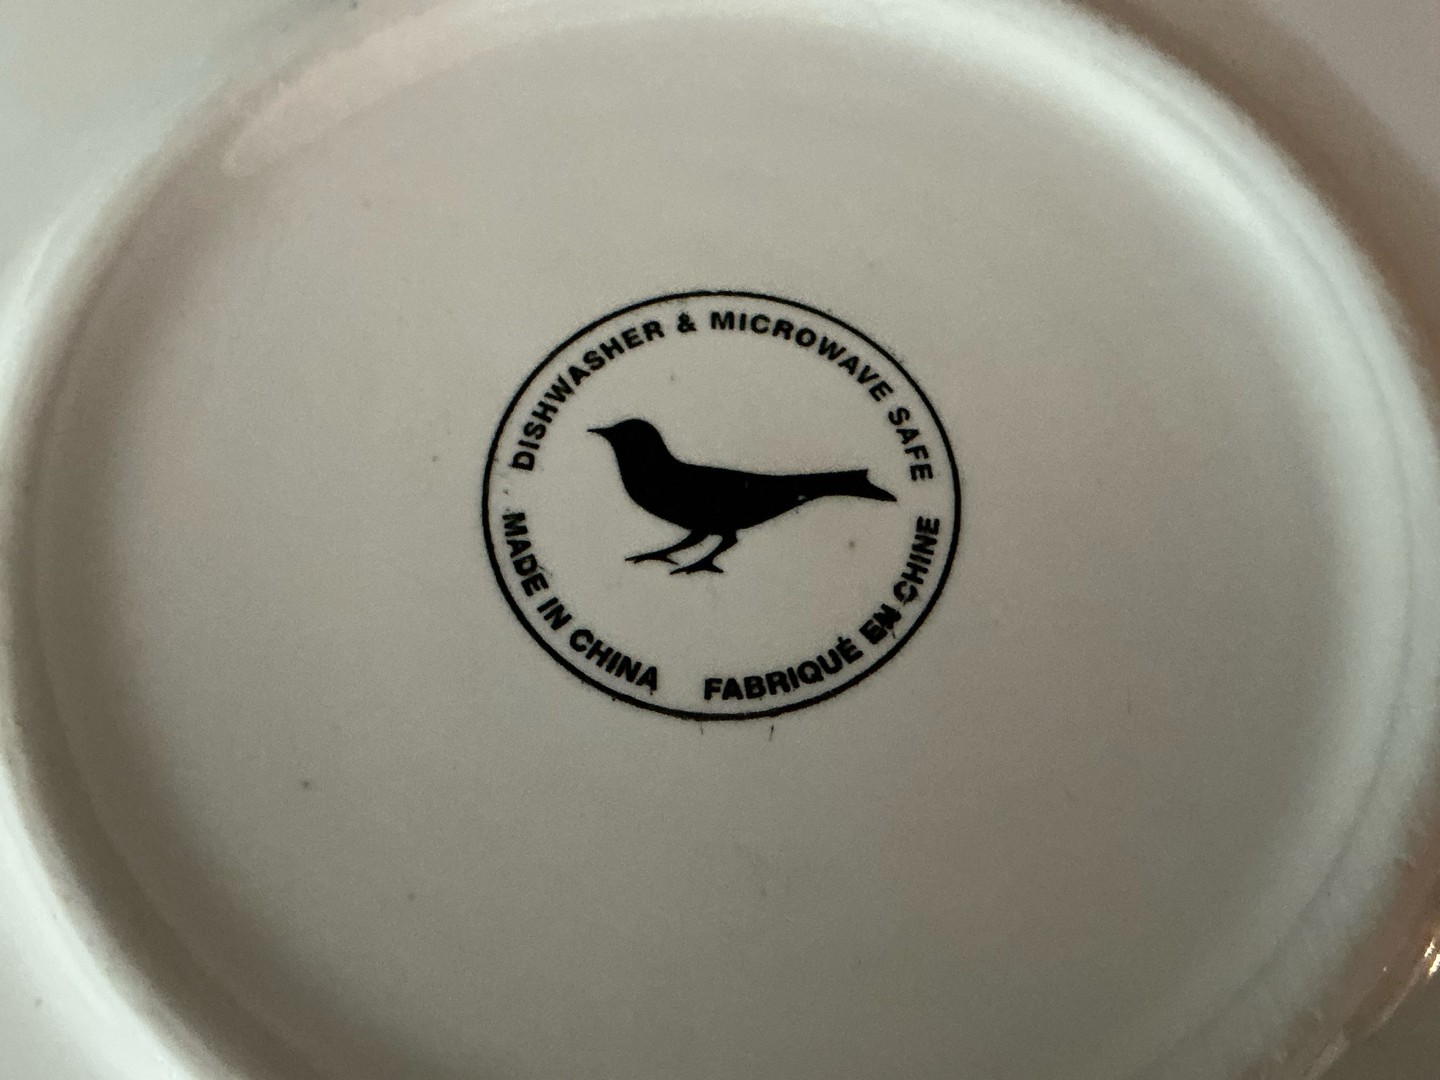 DISHWASHER & MICROWAVE SAFE
MADE IN CHINA
FABRIQUÉ EN CHINE